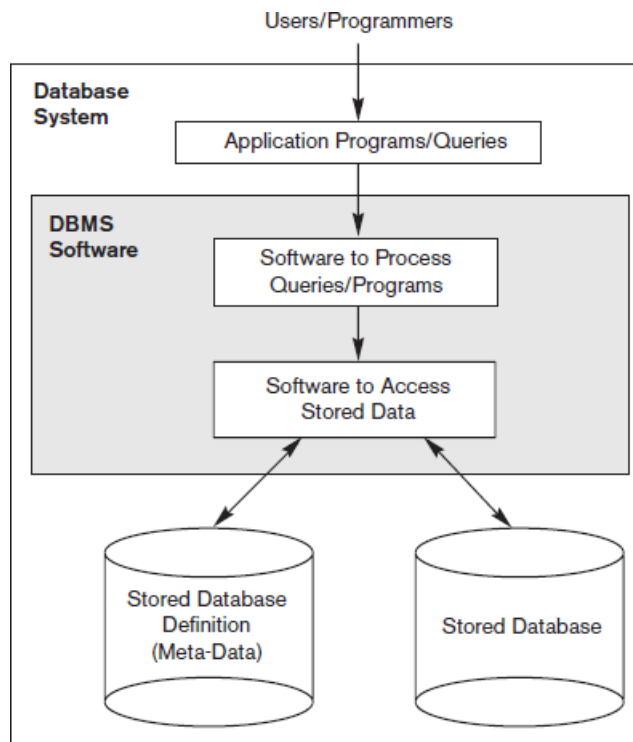 Users/Programmers
Database
System
Application Programs/Queries
DBMS
Software
Software to Process
Queries/Programs
Software to Access
Stored Data
Stored Database
Definition
(Meta-Data)
Stored Database